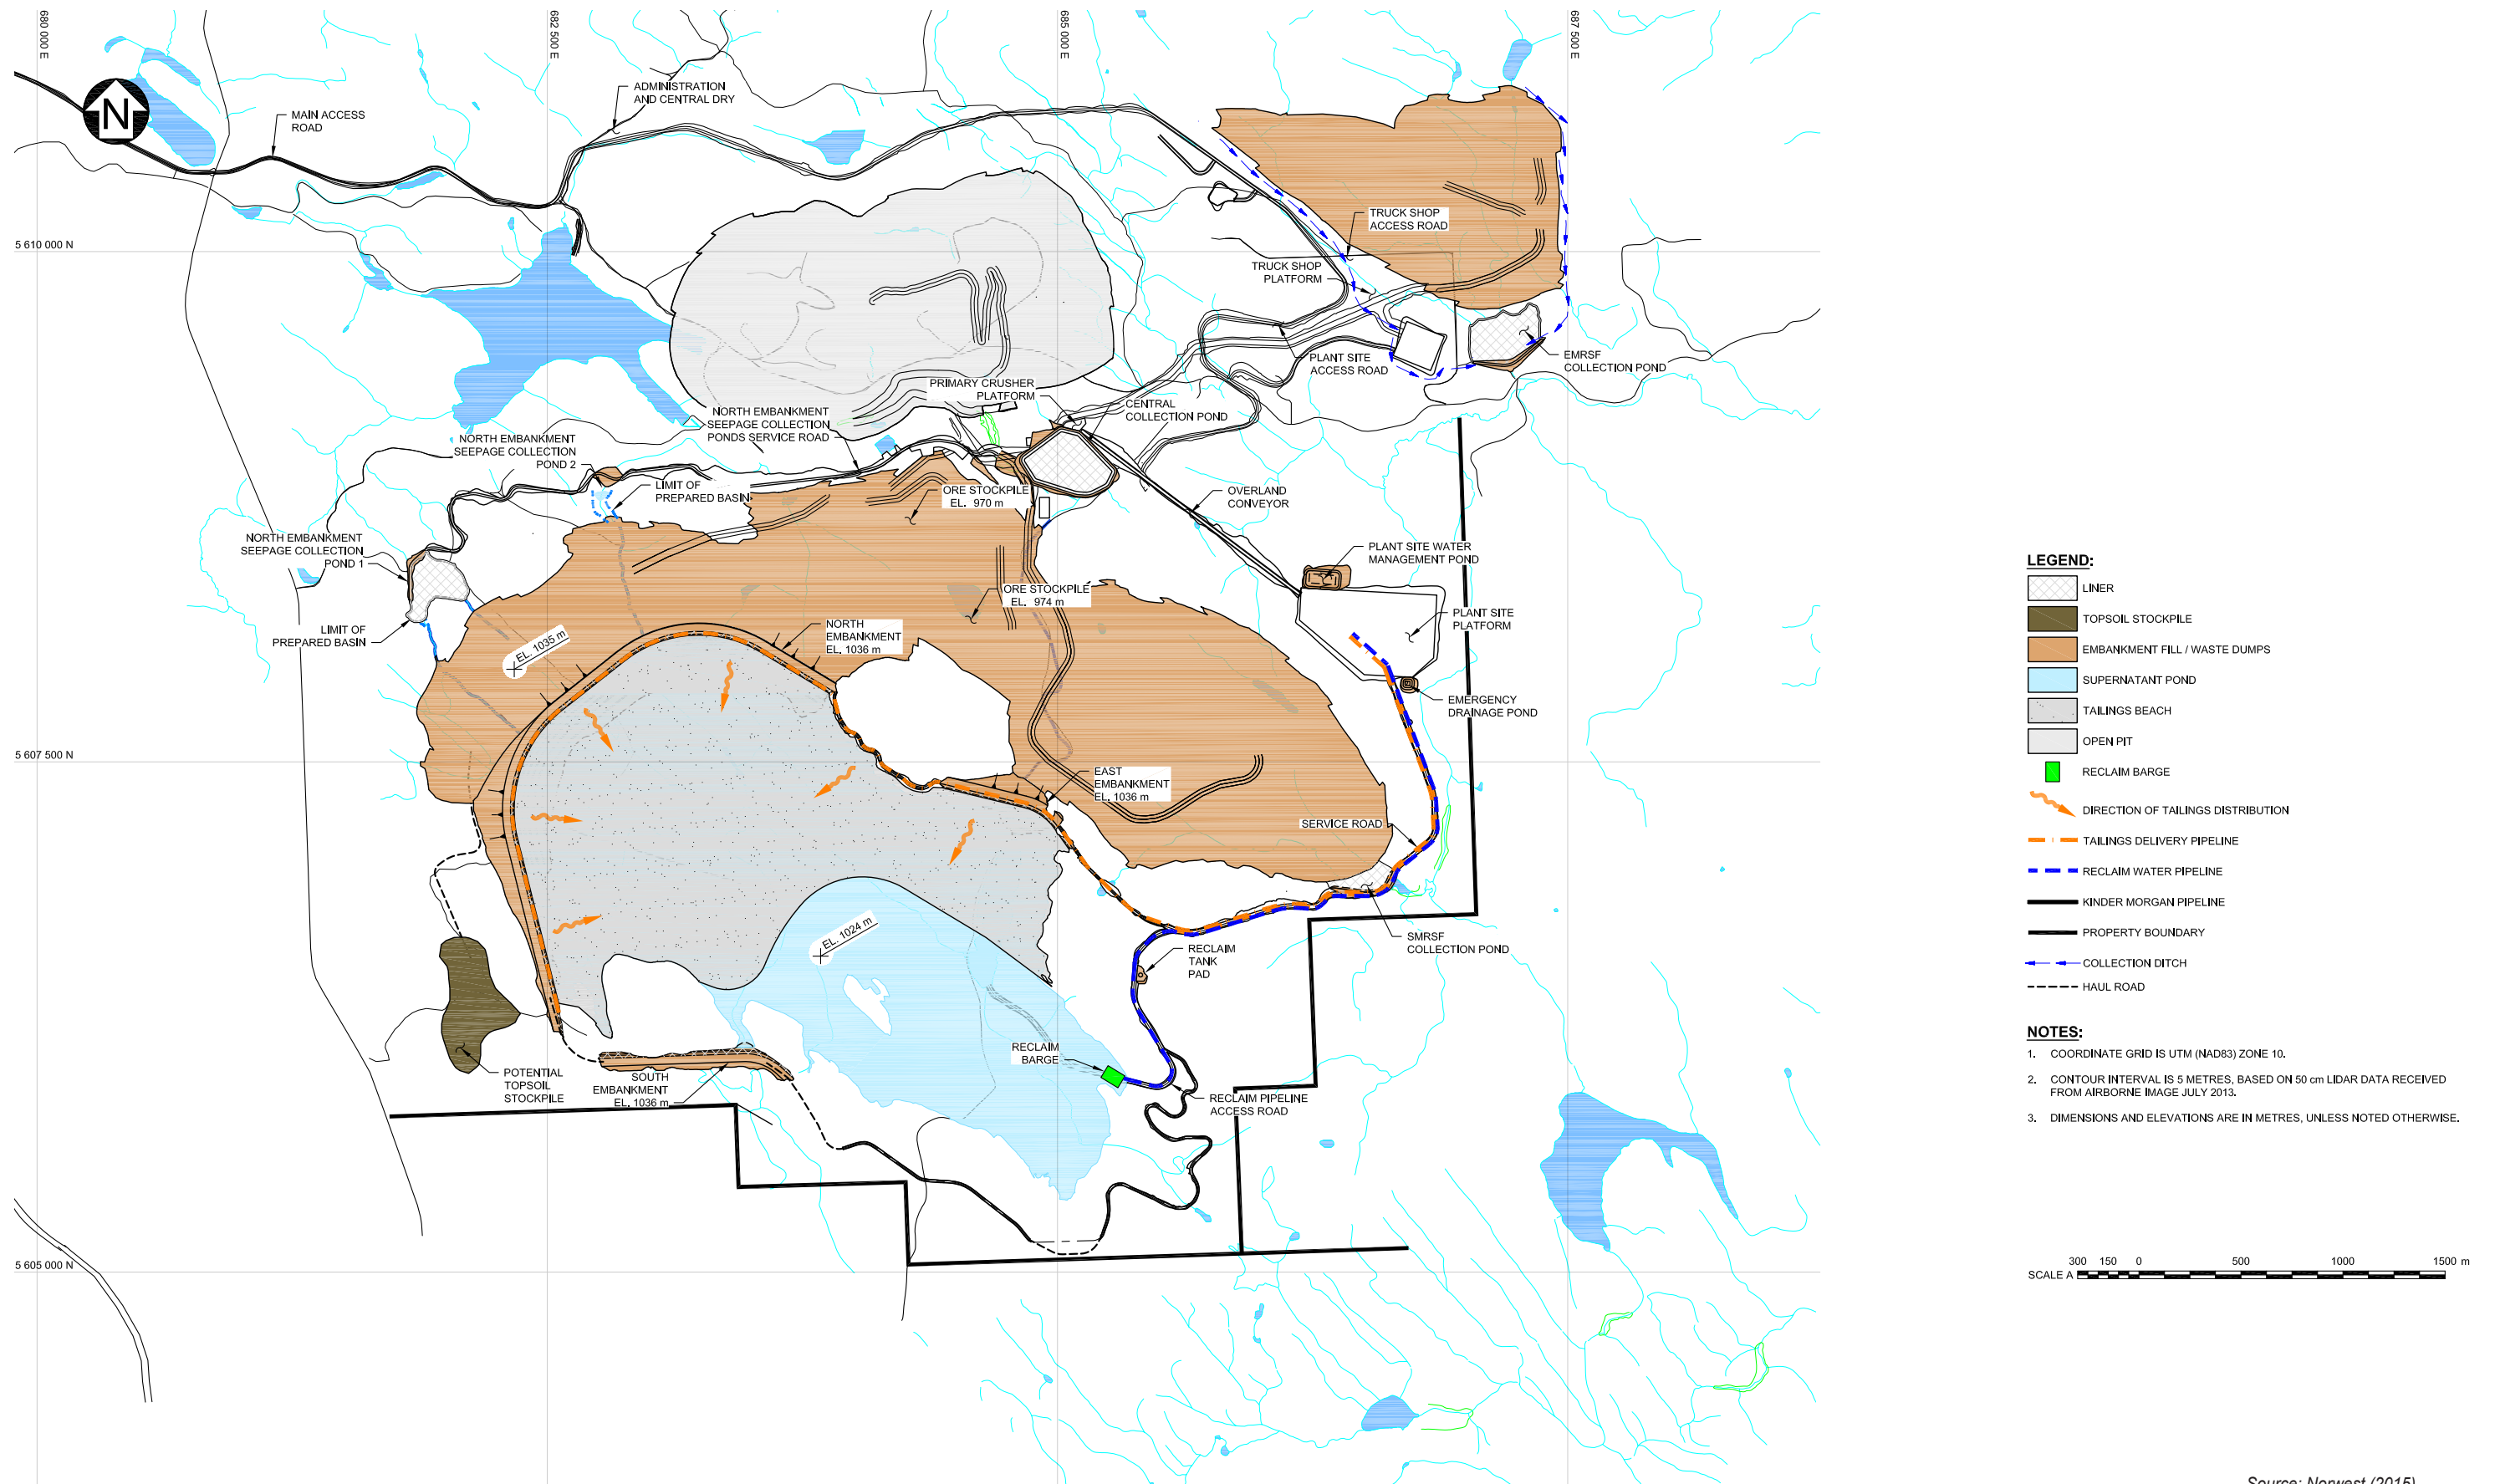 680 000 E
682 500 E
685 000 E
687 500 E
N
MAIN ACCESS
ROAD
ADMINISTRATION
AND CENTRAL DRY
5 610 000 N
TRUCK SHOP
ACCESS ROAD
TRUCK SHOP
PLATFORM
PLANT SITE
ACCESS ROAD
EMRSF
COLLECTION POND
PRIMARY CRUSHER
PLATFORM
CENTRAL
COLLECTION POND
NORTH EMBANKMENT
SEEPAGE COLLECTION
PONDS SERVICE ROAD
NORTH EMBANKMENT
SEEPAGE COLLECTION
POND 2
LIMIT OF
PREPARED BASIN
ORE STOCKPILE
EL. 970 m
OVERLAND
CONVEYOR
NORTH EMBANKMENT
SEEPAGE COLLECTION
POND 1
PLANT SITE WATER
MANAGEMENT POND
ORE STOCKPILE
EL. 974 m
LIMIT OF
PREPARED BASIN
EL. 1035 m
NORTH
EMBANKMENT
EL. 1036 m
PLANT SITE
PLATFORM
EMERGENCY
DRAINAGE POND
5 607 500 N
EAST
EMBANKMENT
EL. 1036 m
SERVICE ROAD
EL. 1024 m
RECLAIM
TANK
PAD
SMRSF
COLLECTION POND
RECLAIM
BARGE
POTENTIAL
TOPSOIL
STOCKPILE
SOUTH
EMBANKMENT
EL. 1036 m
RECLAIM PIPELINE
ACCESS ROAD
5 605 000 N
LEGEND:
LINER
TOPSOIL STOCKPILE
EMBANKMENT FILL / WASTE DUMPS
SUPERNATANT POND
TAILINGS BEACH
OPEN PIT
RECLAIM BARGE
DIRECTION OF TAILINGS DISTRIBUTION
TAILINGS DELIVERY PIPELINE
RECLAIM WATER PIPELINE
KINDER MORGAN PIPELINE
PROPERTY BOUNDARY
COLLECTION DITCH
HAUL ROAD
NOTES:
1. COORDINATE GRID IS UTM (NAD83) ZONE 10.
2. CONTOUR INTERVAL IS 5 METRES, BASED ON 50 cm LIDAR DATA RECEIVED
FROM AIRBORNE IMAGE JULY 2013.
3. DIMENSIONS AND ELEVATIONS ARE IN METRES, UNLESS NOTED OTHERWISE.
300 150 0 500 1000 1500 m
SCALE A
Source: Norwest (2015)